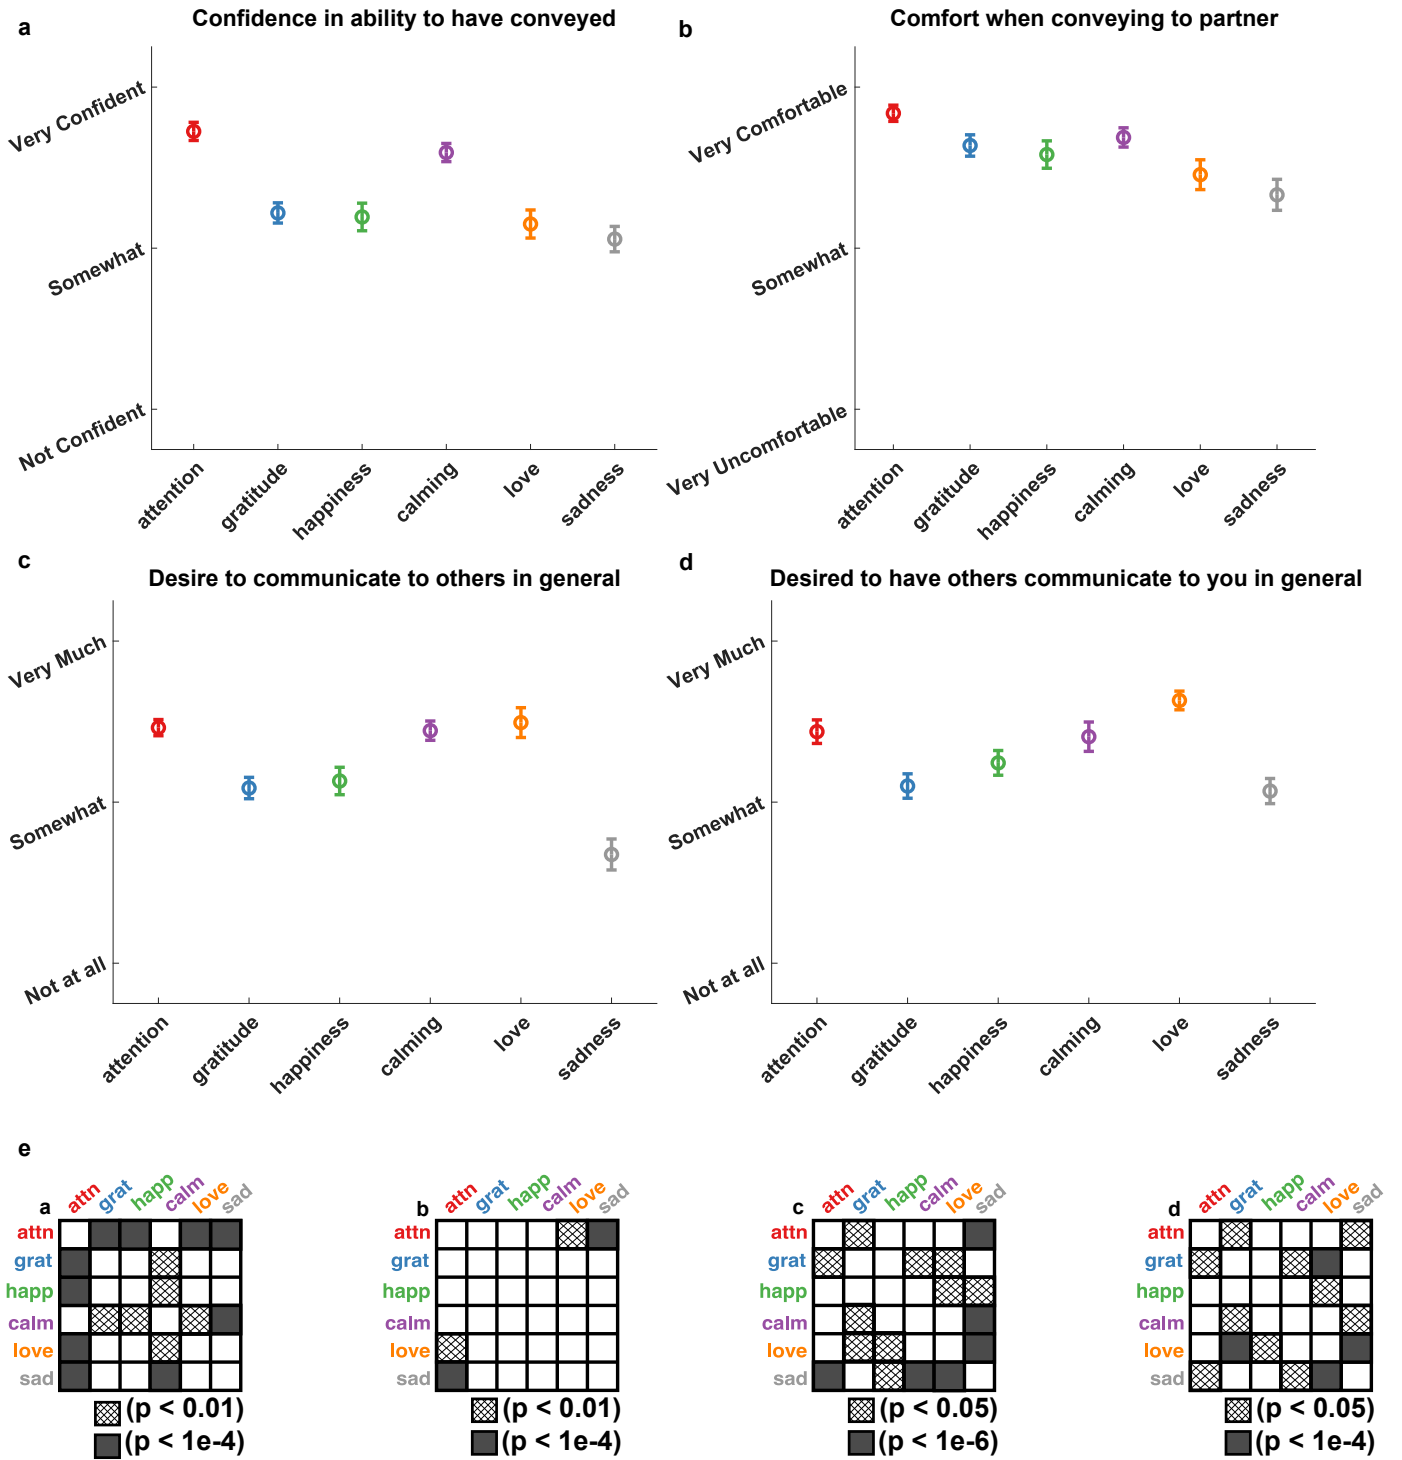 a
Confidence in ability to have conveyed
Very Confident
Somewhat
Not Confident
attention
gratitude
happiness
calming
love
sadness
b
Comfort when conveying to partner
Very Comfortable
Somewhat
Very Uncomfortable
attention
gratitude
happiness
calming
love
sadness
c
Desire to communicate to others in general
Very Much
Somewhat
Not at all
attention
gratitude
happiness
calming
love
sadness
d
Desired to have others communicate to you in general
Very Much
Somewhat
Not at all
attention
gratitude
happiness
calming
love
sadness
e
a
attn grat happ calm love sad
attn
grat
happ
calm
love
sad
(p < 0.01)
(p < 1e-4)
b
attn grat happ calm love sad
attn
grat
happ
calm
love
sad
(p < 0.01)
(p < 1e-4)
c
attn grat happ calm love sad
attn
grat
happ
calm
love
sad
(p < 0.05)
(p < 1e-6)
d
attn grat happ calm love sad
attn
grat
happ
calm
love
sad
(p < 0.05)
(p < 1e-4)